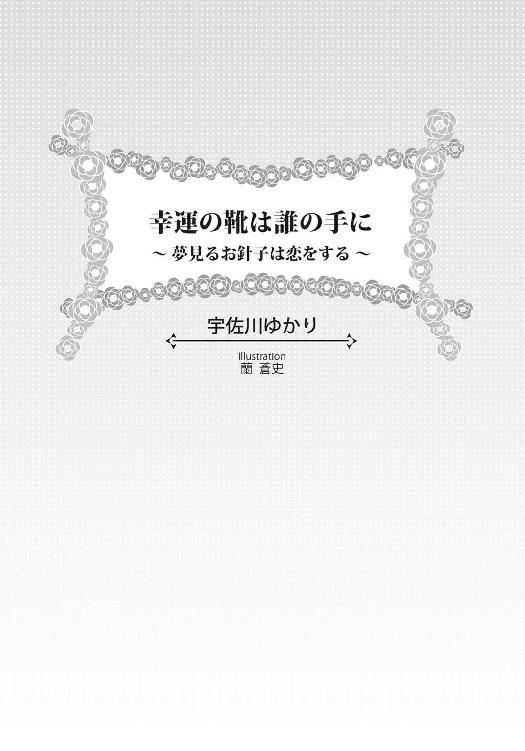 幸運の靴は誰の手に
～ 夢見るお針子は恋をする ～
宇佐川ゆかり
Illustration
蘭 蒼史